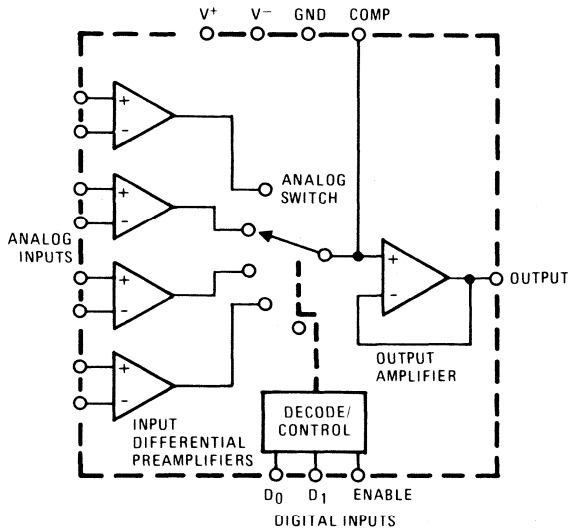 V+ V− GND COMP
+
−
ANALOG
SWITCH
+
−
ANALOG
INPUTS
+
−
+
−
OUTPUT
OUTPUT
AMPLIFIER
+
−
+
−
INPUT
DIFFERENTIAL
PREAMPLIFIERS
DECODE/
CONTROL
D0 D1 ENABLE
DIGITAL INPUTS